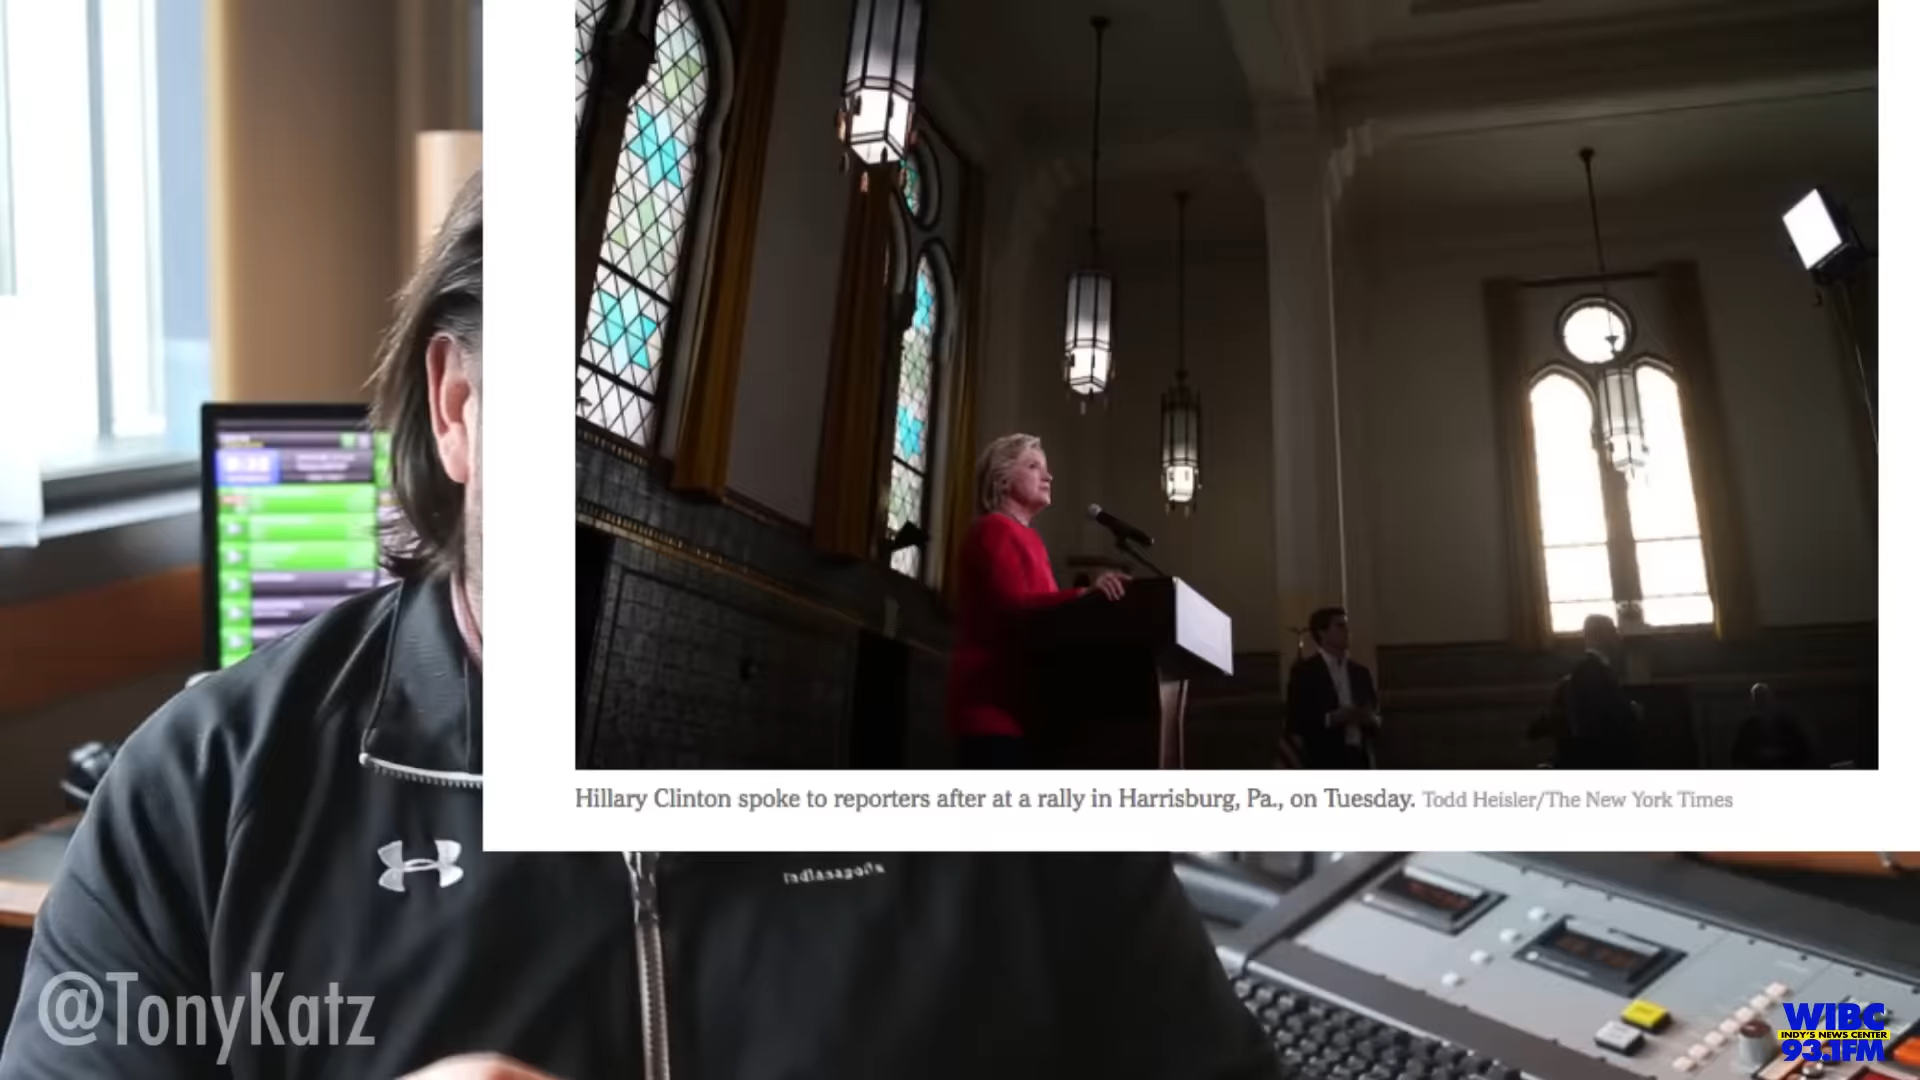 Hillary Clinton spoke to reporters after at a rally in Harrisburg, Pa., on Tuesday. Todd Heisler/The New York Times
indianapolis
@TonyKatz
WIBC
INDY'S NEWS CENTER
93.1FM